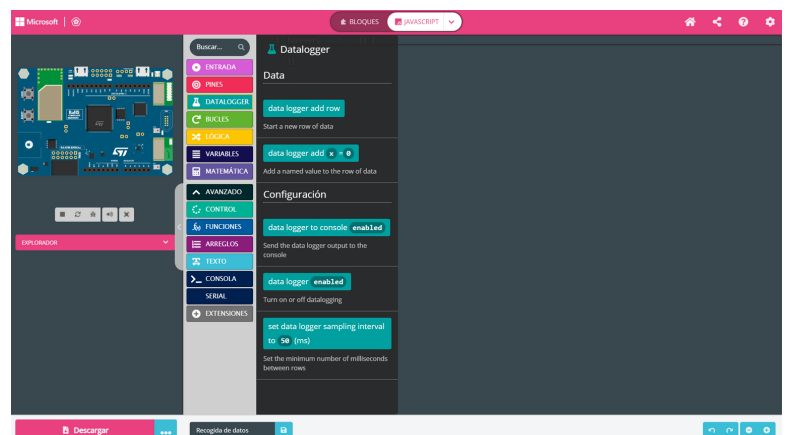 Microsoft
BLOQUES
JAVASCRIPT
Buscar...
ENTRADA
PINES
DATALOGGER
BUCLES
LÓGICA
VARIABLES
MATEMÁTICA
AVANZADO
CONTROL
FUNCIONES
ARREGLOS
TEXTO
CONSOLA
SERIAL
EXTENSIONES
EXPLORADOR
Datalogger
Data
data logger add row
Start a new row of data
data logger add x = 0
Add a named value to the row of data
Configuración
data logger to console enabled
Send the data logger output to the
console
data logger enabled
Turn on or off datalogging
set data logger sampling interval
to 50 (ms)
Set the minimum number of milliseconds
between rows
Descargar
Recogida de datos